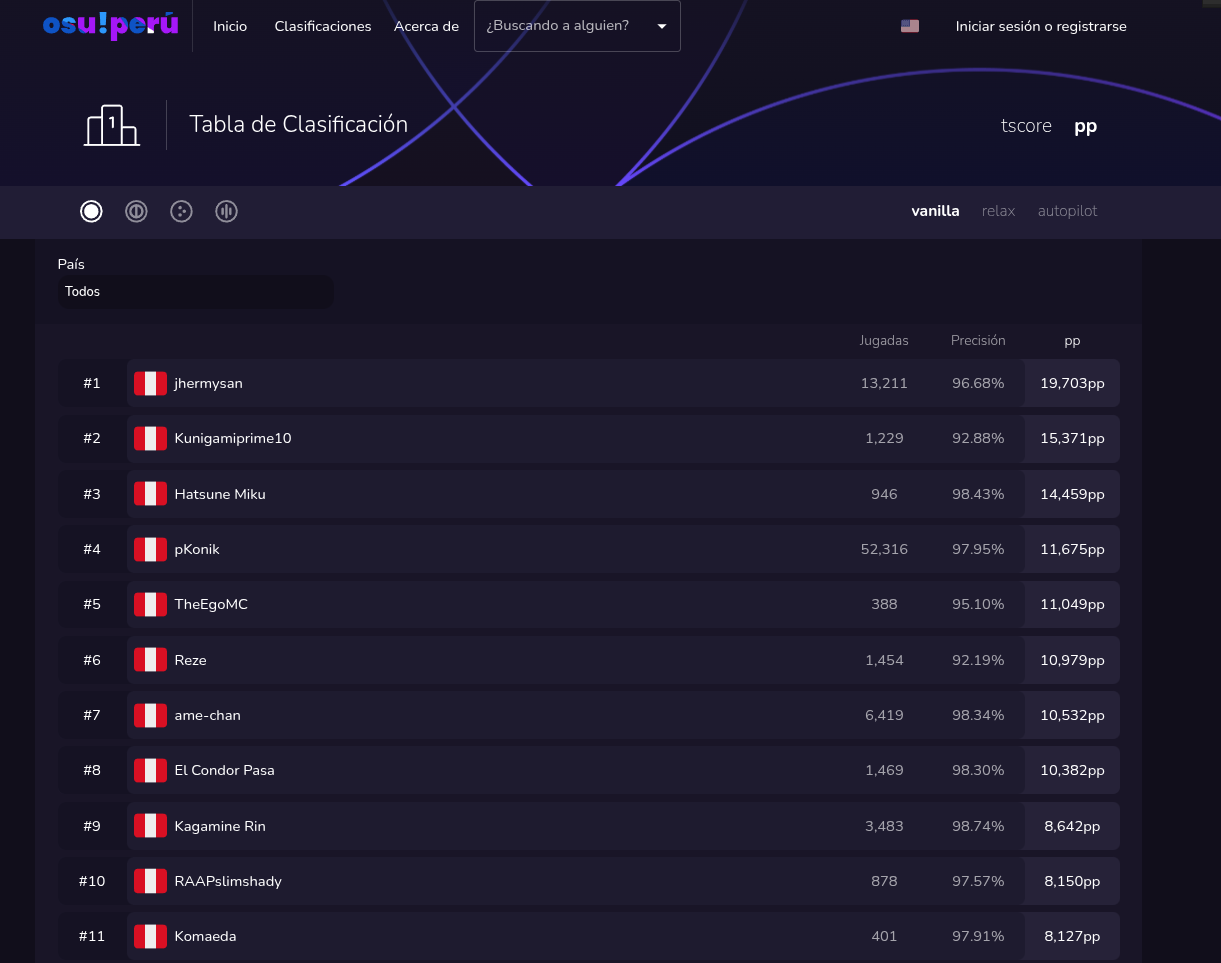 osu!perú Inicio Clasificaciones Acerca de ¿Buscando a alguien? Iniciar sesión o registrarse
1 Tabla de Clasificación tscore pp
vanilla relax autopilot
País
Todos
Jugadas Precisión pp
#1 jhermysan 13,211 96.68% 19,703pp
#2 Kunigamiprime10 1,229 92.88% 15,371pp
#3 Hatsune Miku 946 98.43% 14,459pp
#4 pKonik 52,316 97.95% 11,675pp
#5 TheEgoMC 388 95.10% 11,049pp
#6 Reze 1,454 92.19% 10,979pp
#7 ame-chan 6,419 98.34% 10,532pp
#8 El Condor Pasa 1,469 98.30% 10,382pp
#9 Kagamine Rin 3,483 98.74% 8,642pp
#10 RAAPslimshady 878 97.57% 8,150pp
#11 Komaeda 401 97.91% 8,127pp